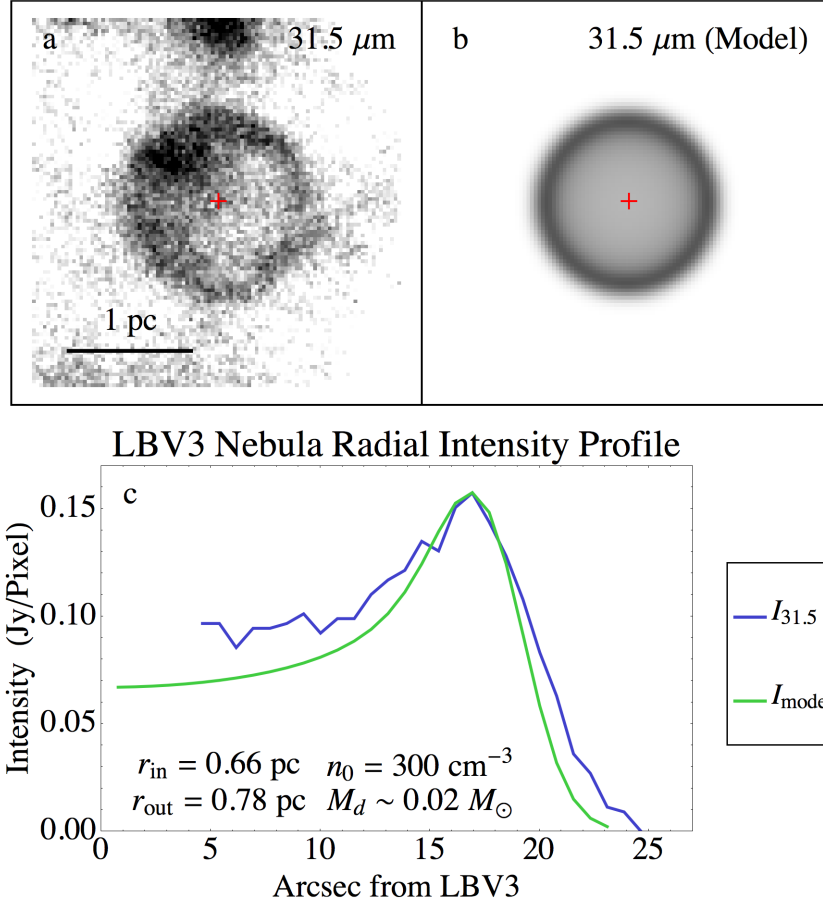 a
31.5 μm
1 pc
b
31.5 μm (Model)
LBV3 Nebula Radial Intensity Profile
c
Intensity (Jy/Pixel)
0.15
0.10
0.05
0.00
r_in = 0.66 pc n_0 = 300 cm^−3
r_out = 0.78 pc M_d ~ 0.02 M_⊙
0 5 10 15 20 25
Arcsec from LBV3
I_31.5
I_mode